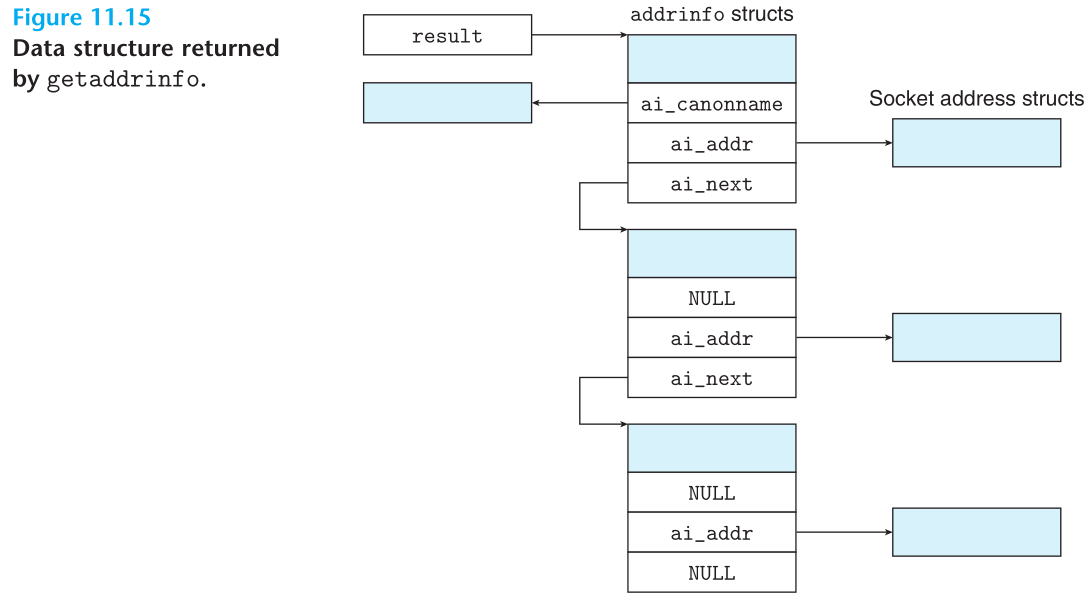 Figure 11.15
Data structure returned
by getaddrinfo.
result
addrinfo structs
ai_canonname
ai_addr
ai_next
Socket address structs
NULL
ai_addr
ai_next
NULL
ai_addr
NULL